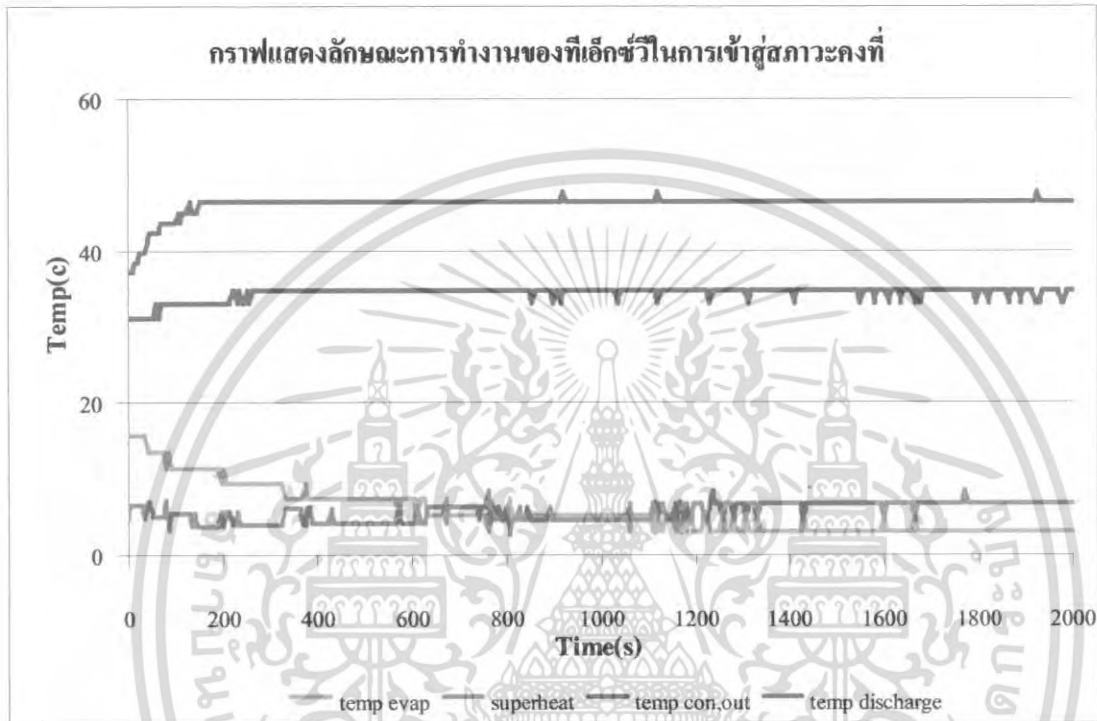 กราฟแสดงลักษณะการทำงานของทีเอ็กซ์วีในการเข้าสู่สภาวะคงที่
60
40
20
0
Temp(c)
0 200 400 600 800 1000 1200 1400 1600 1800 2000
Time(s)
temp evap superheat temp con,out temp discharge